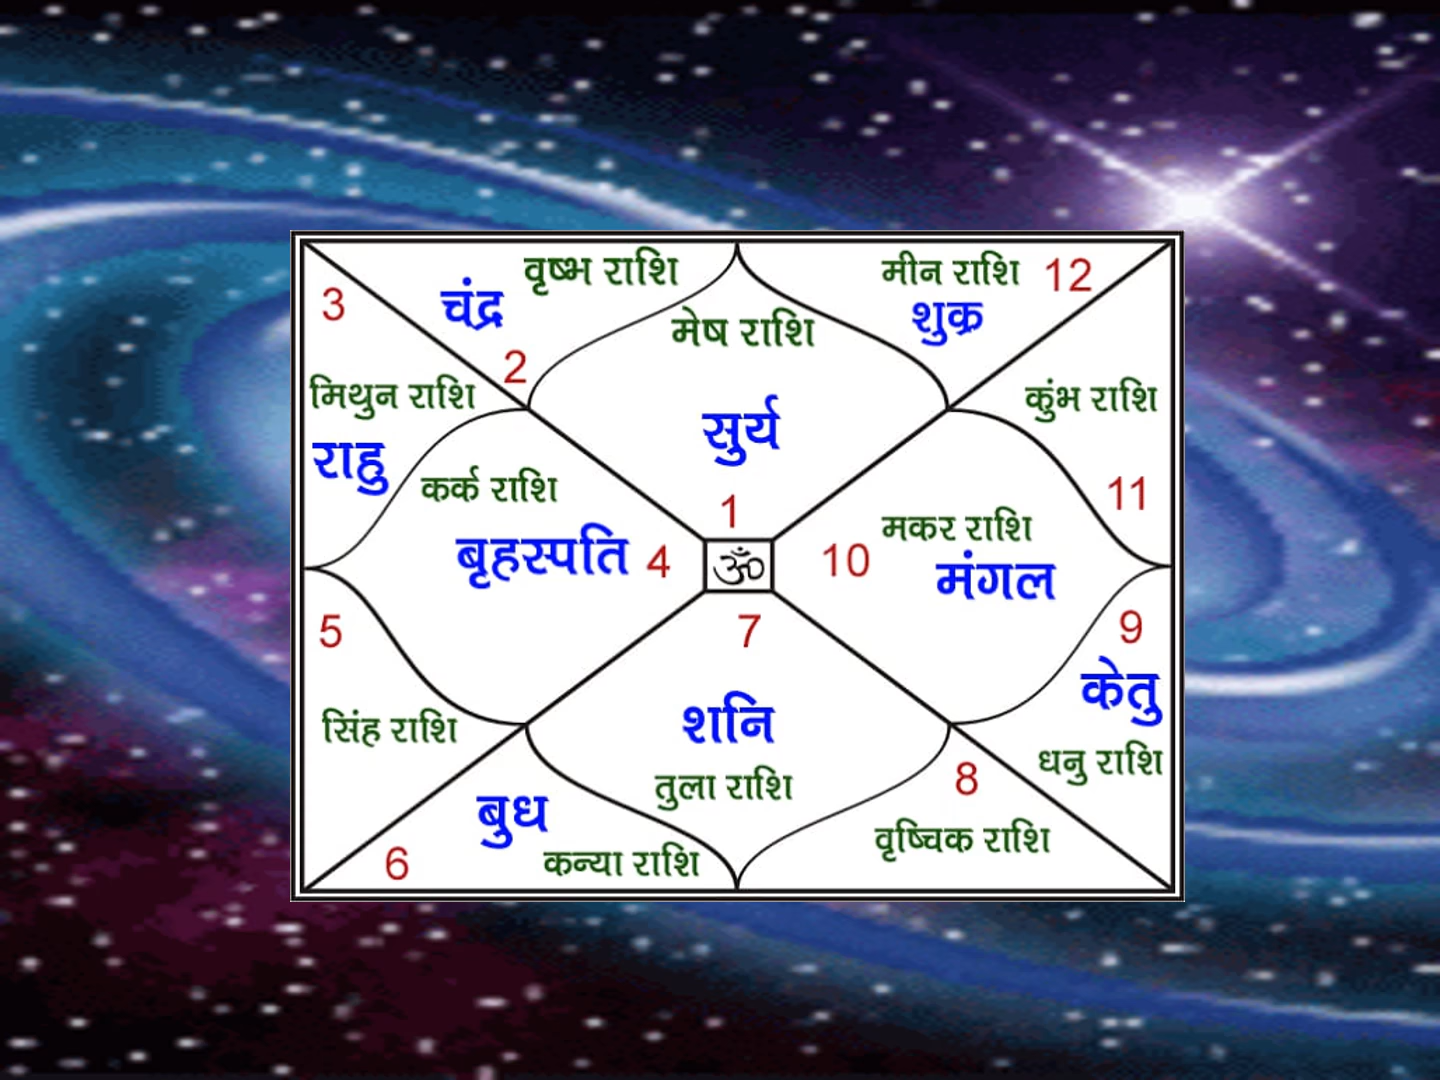 वृष्भ राशि
मीन राशि 12
3
चंद्र
शुक्र
मेष राशि
2
मिथुन राशि
कुंभ राशि
राहु
सुर्य
कर्क राशि
11
1
मकर राशि
बृहस्पति 4
ॐ
10
मंगल
5
7
9
केतु
सिंह राशि
शनि
धनु राशि
तुला राशि
8
बुध
वृष्चिक राशि
6
कन्या राशि